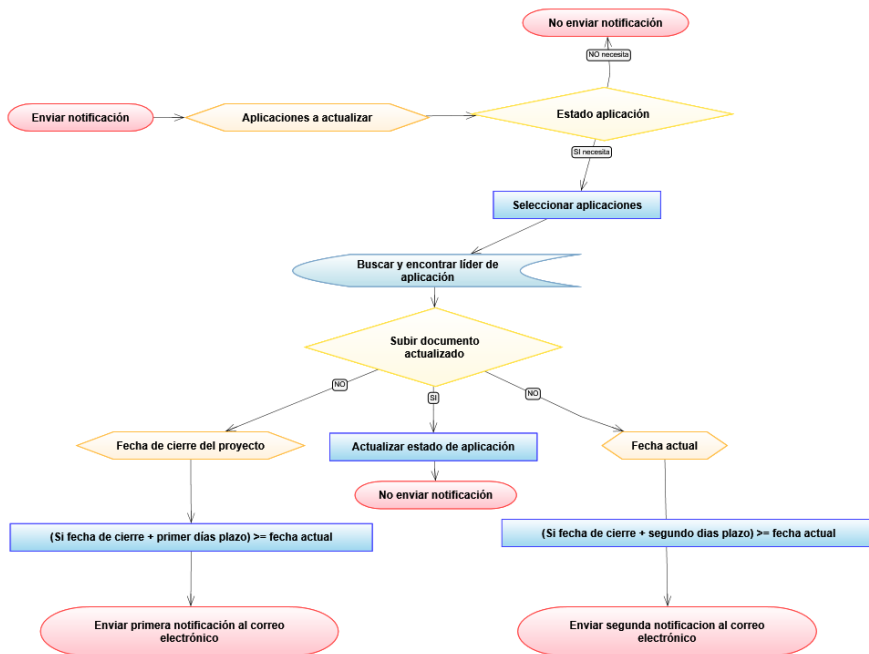 No enviar notificación
NO necesita
Enviar notificación
Aplicaciones a actualizar
Estado aplicación
SI necesita
Seleccionar aplicaciones
Buscar y encontrar líder de
aplicación
Subir documento
actualizado
NO
SI
NO
Fecha de cierre del proyecto
Actualizar estado de aplicación
Fecha actual
No enviar notificación
(Si fecha de cierre + primer días plazo) >= fecha actual
(Si fecha de cierre + segundo dias plazo) >= fecha actual
Enviar primera notificación al correo
electrónico
Enviar segunda notificacion al correo
electrónico